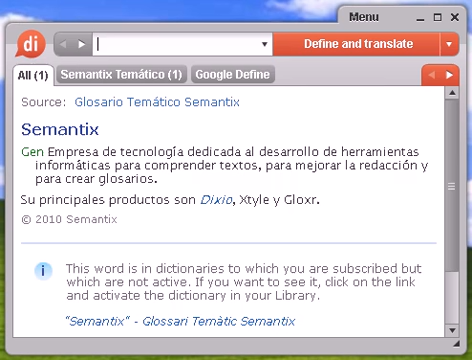 Menu
di
Define and translate
All (1)
Semantix Temático (1)
Google Define
Source: Glosario Temático Semantix
Semantix
Gen Empresa de tecnología dedicada al desarrollo de herramientas
informáticas para comprender textos, para mejorar la redacción y
para crear glosarios.
Su principales productos son Dixio, Xtyle y Gloxr.
© 2010 Semantix
i
This word is in dictionaries to which you are subscribed but
which are not active. If you want to see it, click on the link
and activate the dictionary in your Library.
"Semantix" - Glossari Temàtic Semantix